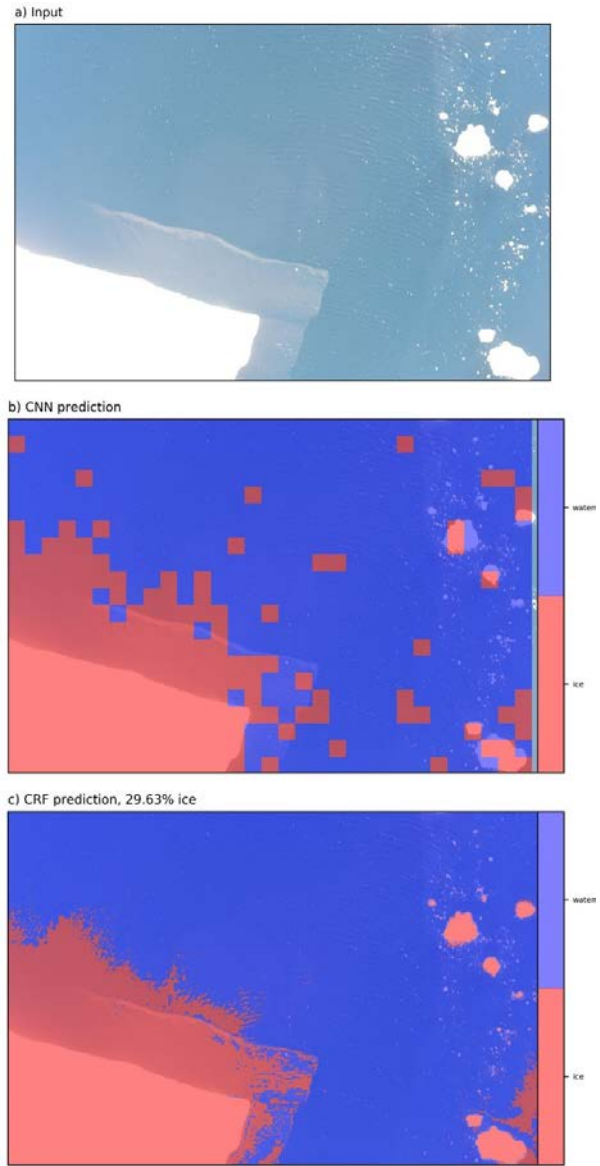 a) Input
b) CNN prediction
water
ice
c) CRF prediction, 29.63% ice
water
ice